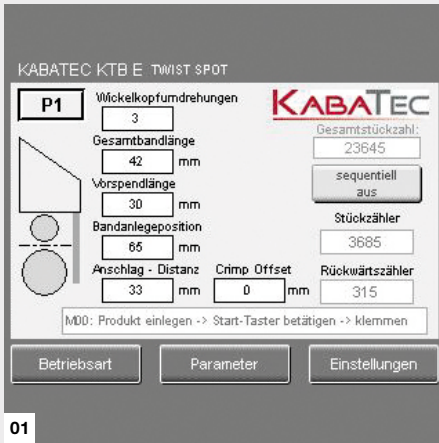 KABATEC KTB E TWIST SPOT
P1
Wickelkopfumdrehungen
3
KABATEC
Gesamtbandlänge
42 mm
Gesamtstückzahl:
23645
Vorspendlänge
30 mm
sequentiell
aus
Bandanlegeposition
65 mm
Stückzähler
3685
Anschlag - Distanz
33 mm
Crimp Offset
0 mm
Rückwärtszähler
315
M00: Produkt einlegen -> Start-Taster betätigen -> klemmen
Betriebsart
Parameter
Einstellungen
01